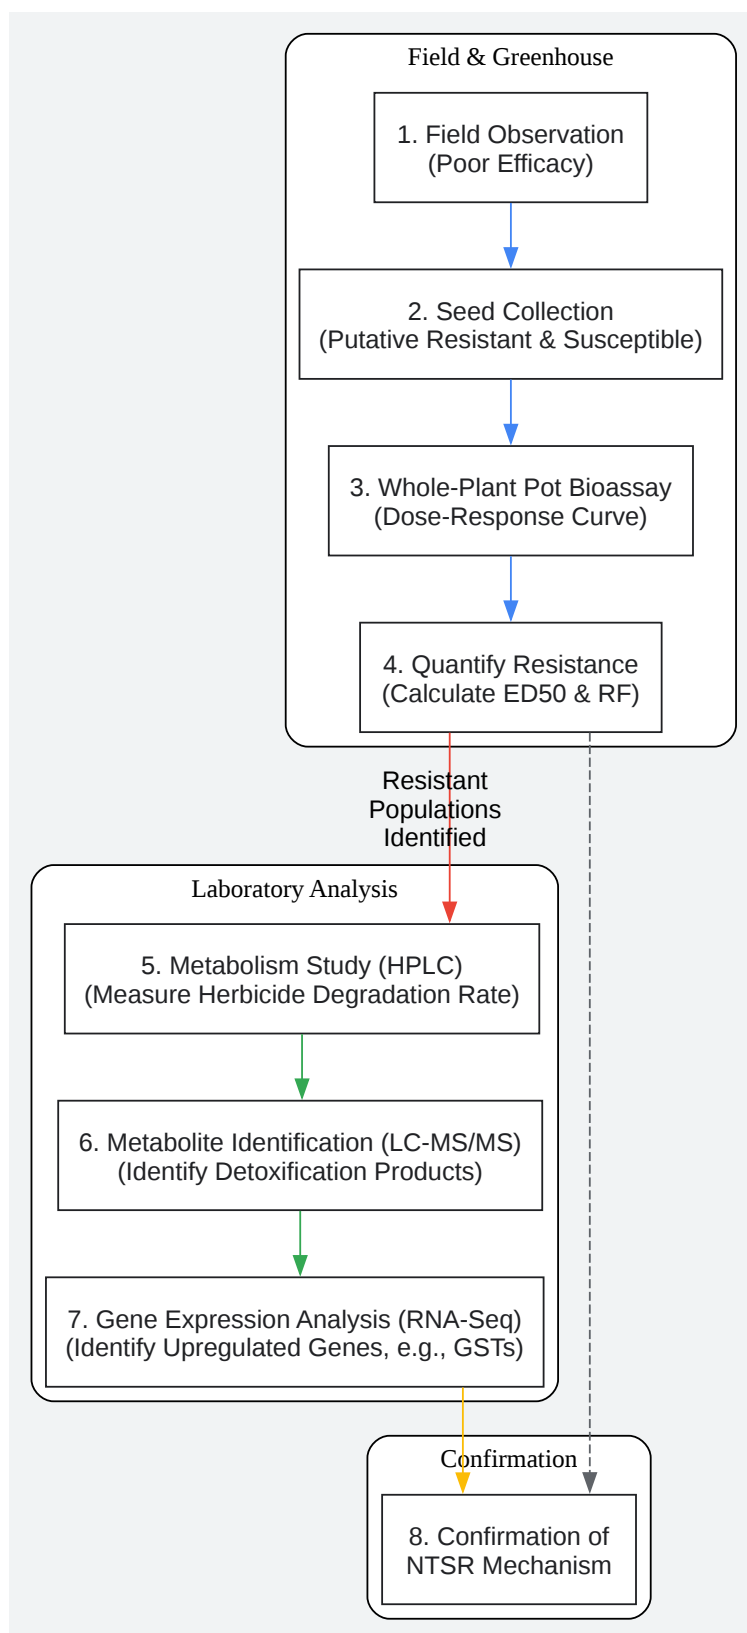 Field & Greenhouse
1. Field Observation
(Poor Efficacy)
2. Seed Collection
(Putative Resistant & Susceptible)
3. Whole-Plant Pot Bioassay
(Dose-Response Curve)
4. Quantify Resistance
(Calculate ED50 & RF)
Resistant
Populations
Identified
Laboratory Analysis
5. Metabolism Study (HPLC)
(Measure Herbicide Degradation Rate)
6. Metabolite Identification (LC-MS/MS)
(Identify Detoxification Products)
7. Gene Expression Analysis (RNA-Seq)
(Identify Upregulated Genes, e.g., GSTs)
Confirmation
8. Confirmation of
NTSR Mechanism